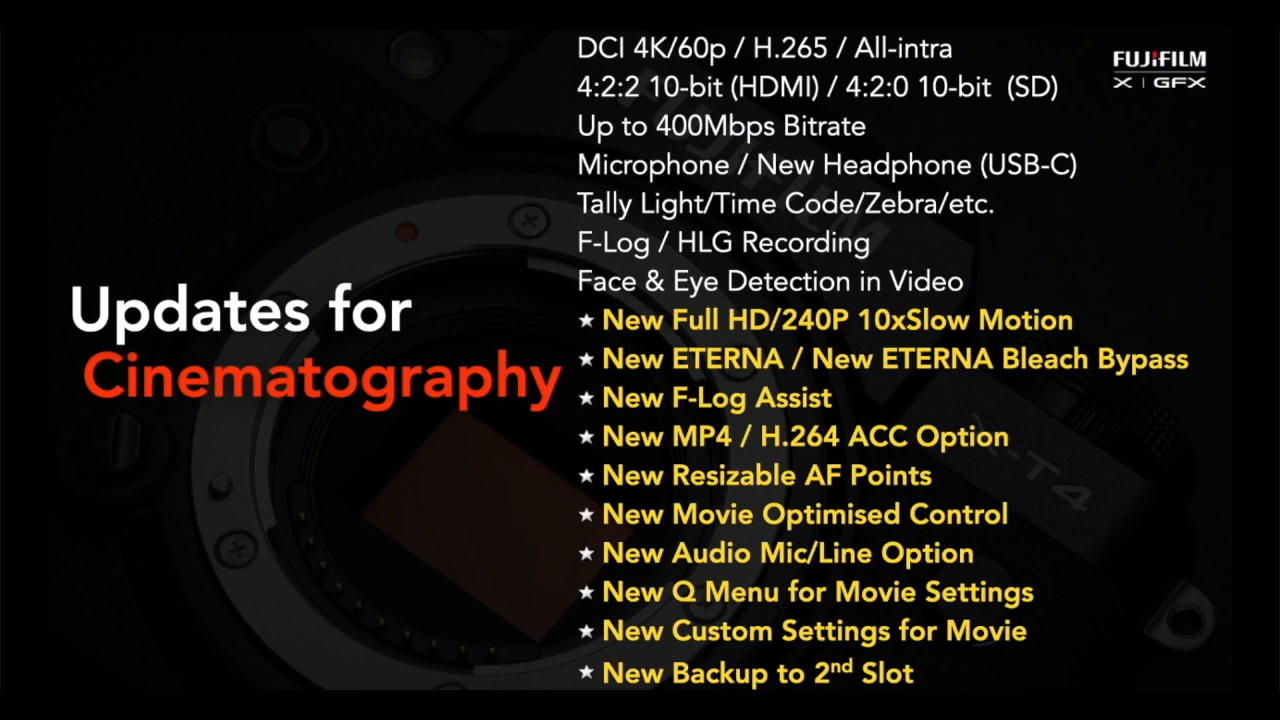 DCI 4K/60p / H.265 / All-intra
4:2:2 10-bit (HDMI) / 4:2:0 10-bit (SD)
Up to 400Mbps Bitrate
Microphone / New Headphone (USB-C)
Tally Light/Time Code/Zebra/etc.
F-Log / HLG Recording
Face & Eye Detection in Video
★ New Full HD/240P 10xSlow Motion
★ New ETERNA / New ETERNA Bleach Bypass
★ New F-Log Assist
★ New MP4 / H.264 ACC Option
★ New Resizable AF Points
★ New Movie Optimised Control
★ New Audio Mic/Line Option
★ New Q Menu for Movie Settings
★ New Custom Settings for Movie
★ New Backup to 2nd Slot
Updates for
Cinematography
FUJIFILM
X | GFX
FUJIFILM
X-T4